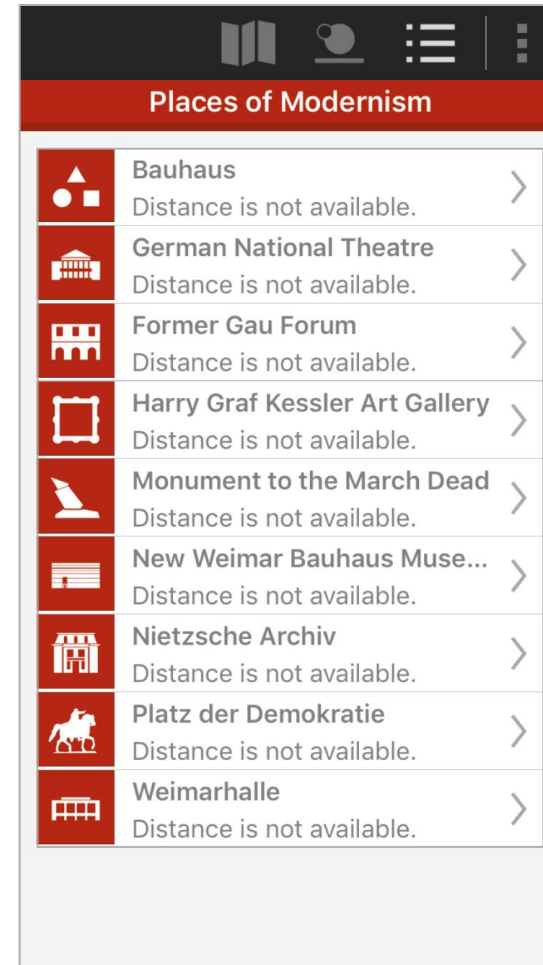 Places of Modernism
Bauhaus
Distance is not available.
German National Theatre
Distance is not available.
Former Gau Forum
Distance is not available.
Harry Graf Kessler Art Gallery
Distance is not available.
Monument to the March Dead
Distance is not available.
New Weimar Bauhaus Muse...
Distance is not available.
Nietzsche Archiv
Distance is not available.
Platz der Demokratie
Distance is not available.
Weimarhalle
Distance is not available.